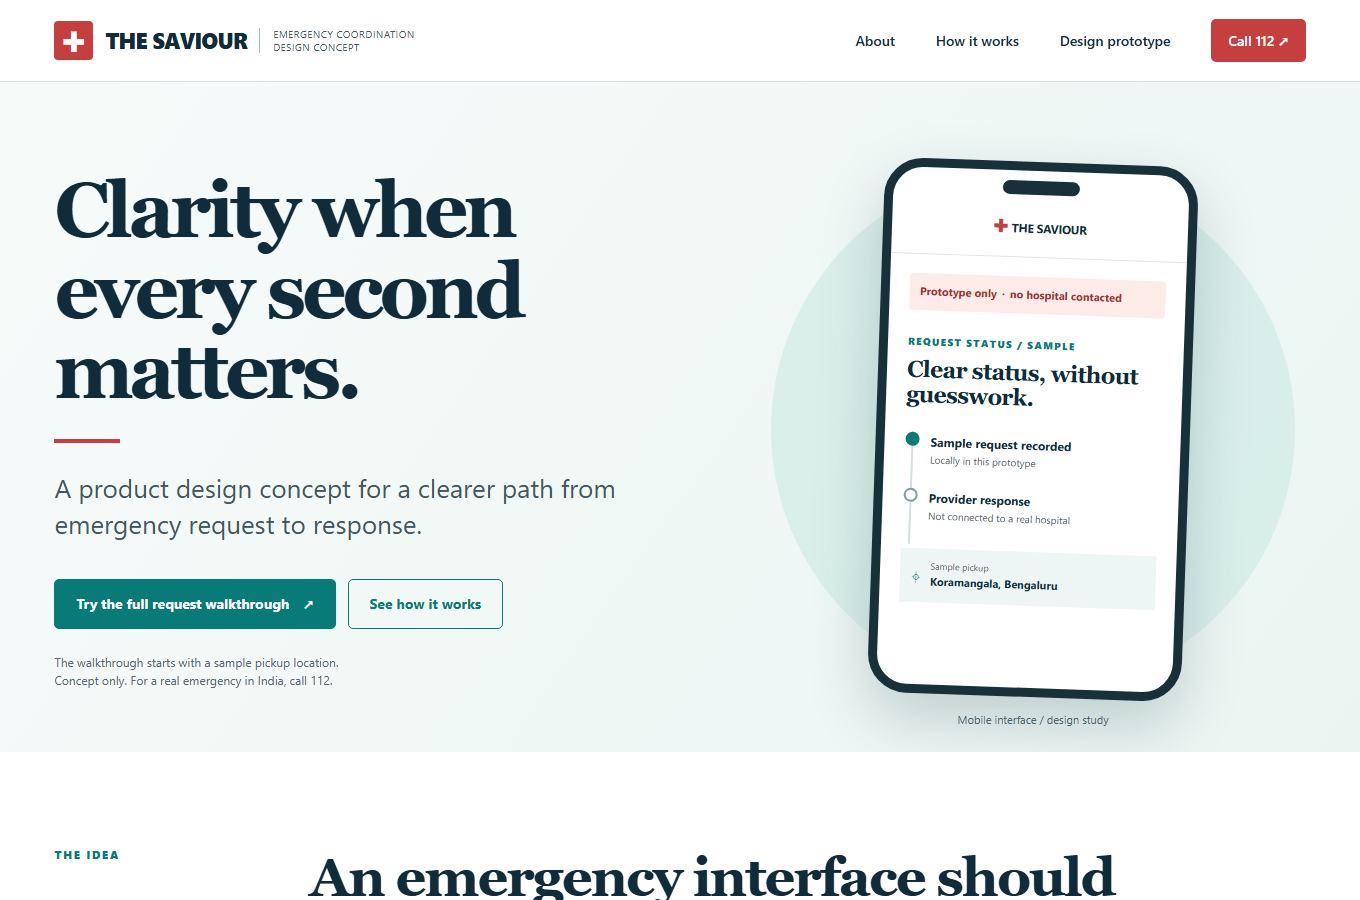 THE SAVIOUR
EMERGENCY COORDINATION
DESIGN CONCEPT
About
How it works
Design prototype
Call 112 ↗
Clarity when
every second
matters.
A product design concept for a clearer path from
emergency request to response.
Try the full request walkthrough ↗
See how it works
The walkthrough starts with a sample pickup location.
Concept only. For a real emergency in India, call 112.
THE SAVIOUR
Prototype only · no hospital contacted
REQUEST STATUS / SAMPLE
Clear status, without
guesswork.
Sample request recorded
Locally in this prototype
Provider response
Not connected to a real hospital
Sample pickup
Koramangala, Bengaluru
Mobile interface / design study
THE IDEA
An emergency interface should